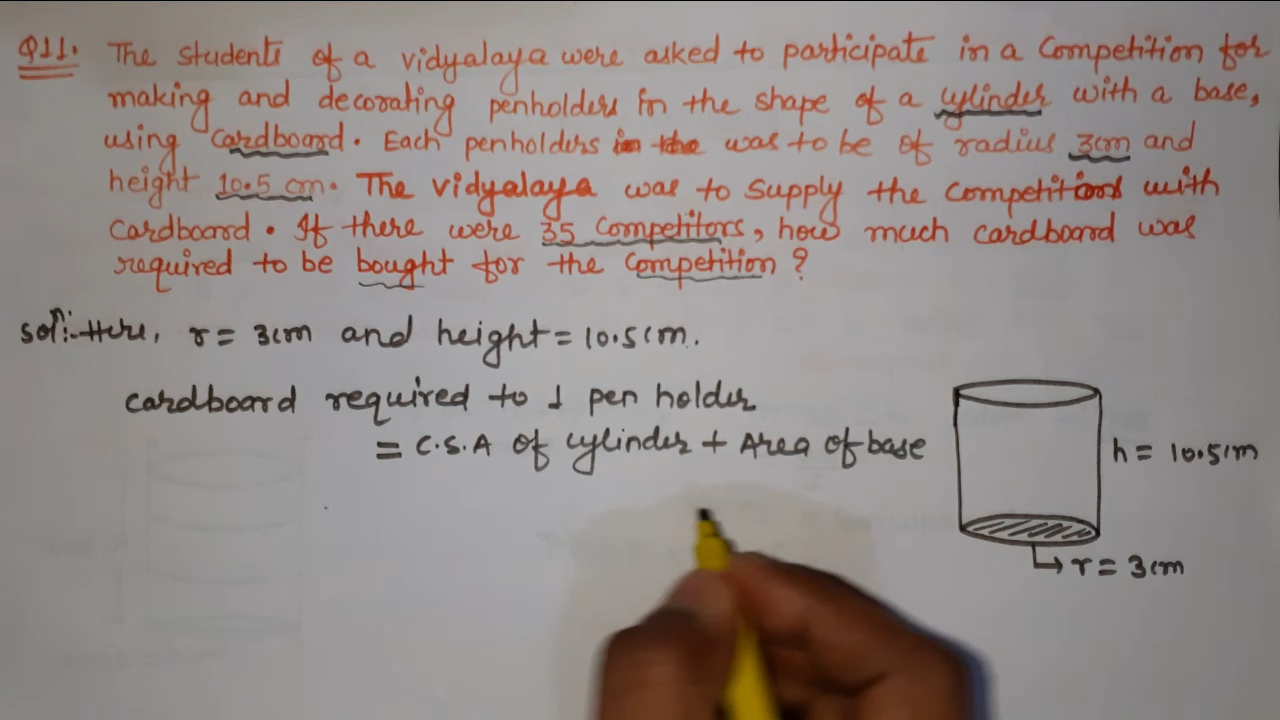 Q11. The students of a vidyalaya were asked to participate in a competition for
making and decorating penholders in the shape of a cylinder with a base,
using cardboard. Each penholders in the was to be of radius 3cm and
height 10.5 cm. The vidyalaya was to supply the competitors with
cardboard. If there were 35 competitors, how much cardboard was
required to be bought for the competition ?
Solⁿ:- Here, r = 3cm and height = 10.5cm.
cardboard required to 1 pen holder
= C.S.A of cylinder + Area of base
h = 10.5cm
r = 3cm